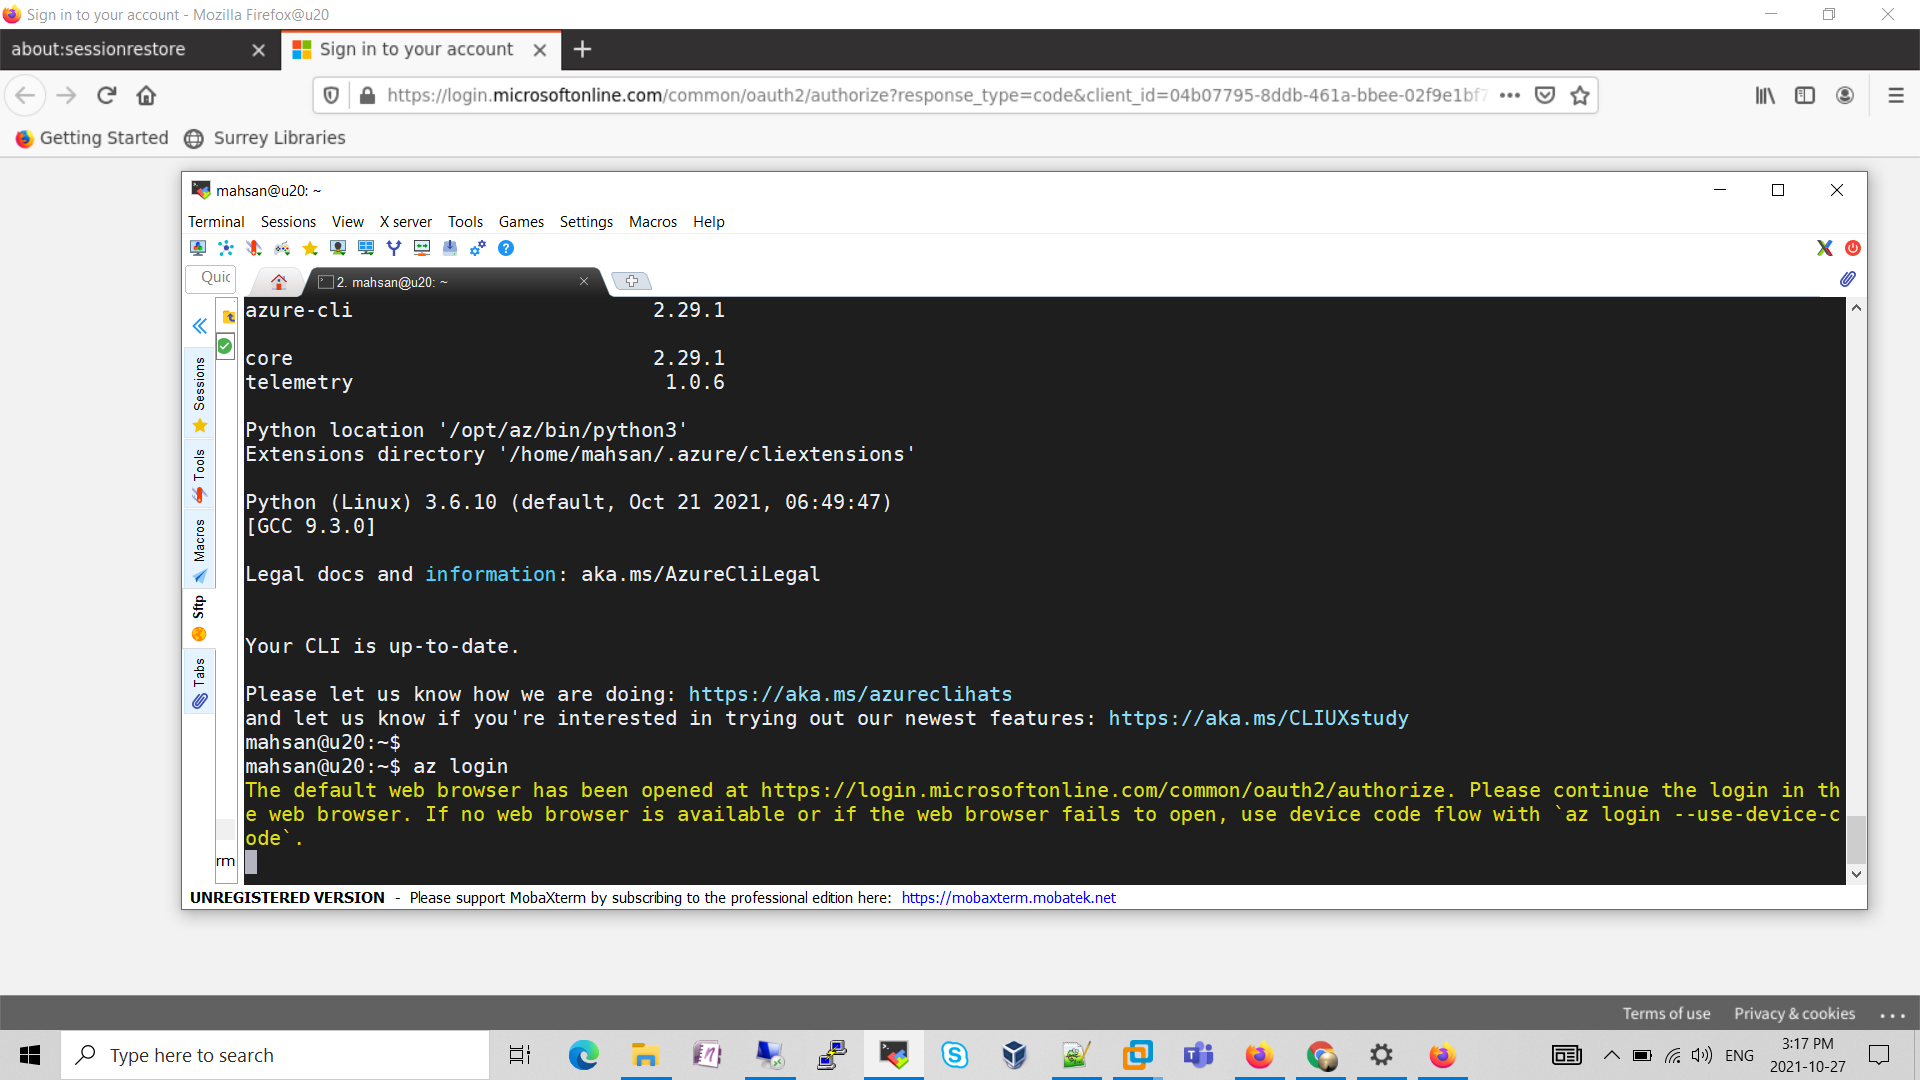 Sign in to your account - Mozilla Firefox@u20
about:sessionrestore
Sign in to your account
https://login.microsoftonline.com/common/oauth2/authorize?response_type=code&client_id=04b07795-8ddb-461a-bbee-02f9e1bf7
Getting Started
Surrey Libraries
mahsan@u20: ~
Terminal Sessions View X server Tools Games Settings Macros Help
Quic
2. mahsan@u20: ~
Sessions
Tools
Macros
Sftp
Tabs
rm
azure-cli 2.29.1
core 2.29.1
telemetry 1.0.6
Python location '/opt/az/bin/python3'
Extensions directory '/home/mahsan/.azure/cliextensions'
Python (Linux) 3.6.10 (default, Oct 21 2021, 06:49:47)
[GCC 9.3.0]
Legal docs and information: aka.ms/AzureCliLegal
Your CLI is up-to-date.
Please let us know how we are doing: https://aka.ms/azureclihats
and let us know if you're interested in trying out our newest features: https://aka.ms/CLIUXstudy
mahsan@u20:~$
mahsan@u20:~$ az login
The default web browser has been opened at https://login.microsoftonline.com/common/oauth2/authorize. Please continue the login in th
e web browser. If no web browser is available or if the web browser fails to open, use device code flow with `az login --use-device-c
ode`.
UNREGISTERED VERSION - Please support MobaXterm by subscribing to the professional edition here: https://mobaxterm.mobatek.net
Terms of use Privacy & cookies ...
Type here to search
ENG
3:17 PM
2021-10-27